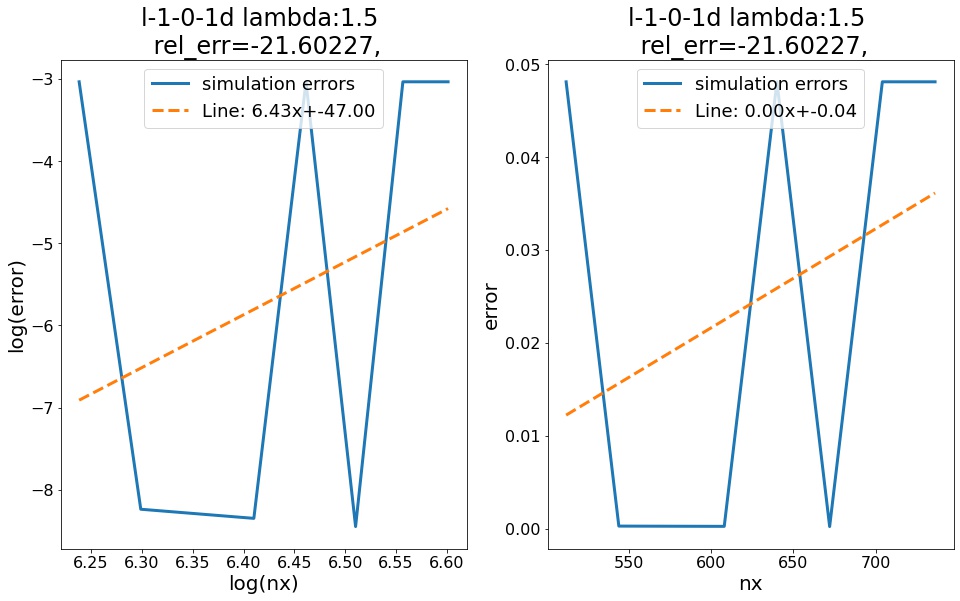 l-1-0-1d lambda:1.5
rel_err=-21.60227,
simulation errors
Line: 6.43x+-47.00
−3
−4
−5
−6
−7
−8
log(error)
6.25 6.30 6.35 6.40 6.45 6.50 6.55 6.60
log(nx)
l-1-0-1d lambda:1.5
rel_err=-21.60227,
simulation errors
Line: 0.00x+-0.04
0.05
0.04
0.03
0.02
0.01
0.00
error
550 600 650 700
nx